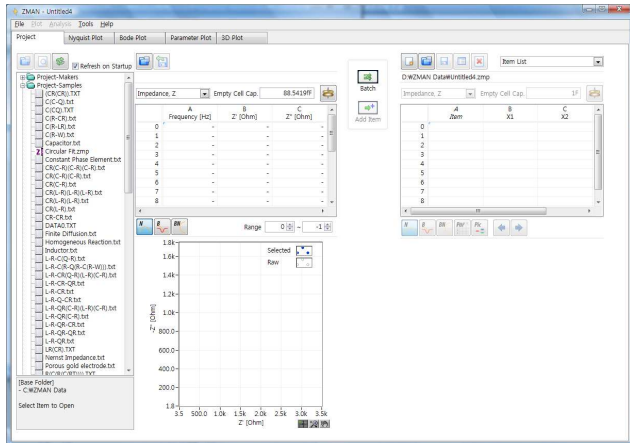 ZMAN - Untitled4
File Plot Analysis Tools Help
Project Nyquist Plot Bode Plot Parameter Plot 3D Plot
Refresh on Startup
Item List
D:₩ZMAN Data₩Untitled4.zmp
Project-Makers
Project-Samples
(CR(CR)).TXT
C(C-Q).txt
C(CQ).TXT
C(R-CR).txt
C(R-LR).txt
C(R-W).txt
Capacitor.txt
Circular Fit.zmp
Constant Phase Element.txt
CR(C-R)(C-R)(C-R).txt
CR(C-R)(C-R).txt
CR(C-R).txt
CR(L-R)(L-R)(L-R).txt
CR(L-R)(L-R).txt
CR(L-R).txt
CR-CR.txt
DATA0.TXT
Finite Diffusion.txt
Homogeneous Reaction.txt
Inductor.txt
L-R-C(Q-R).txt
L-R-C(R-Q(R-C(R-W))).txt
L-R-CR(Q-R)(L-R)(C-R).txt
L-R-CR-QR.txt
L-R-CR.txt
L-R-Q-CR.txt
L-R-QR(C-R)(L-R)(C-R).txt
L-R-QR(C-R).txt
L-R-QR-CR.txt
L-R-QR-QR.txt
L-R-QR.txt
LR(CR).TXT
Nernst Impedance.txt
Porous gold electrode.txt
[Base Folder]
- C:₩ZMAN Data
Select Item to Open
Impedance, Z Empty Cell Cap. 88.5419fF
A B C
Frequency [Hz] Z' [Ohm] Z" [Ohm]
0 - - -
1 - - -
2 - - -
3 - - -
4 - - -
5 - - -
6 - - -
7 - - -
8 - - -
N B BN Range 0 ~ -1
Selected
Raw
1.8k
1.6k
1.4k
1.2k
1.0k
800.0
600.0
400.0
200.0
1.8
-Z" [Ohm]
3.5 500.0 1.0k 1.5k 2.0k 2.5k 3.0k 3.5k
Z' [Ohm]
Batch
Add Item
Impedance, Z Empty Cell Cap. 1F
A B C
Item X1 X2
0
1
2
3
4
5
6
7
8
N B BN Par Pic